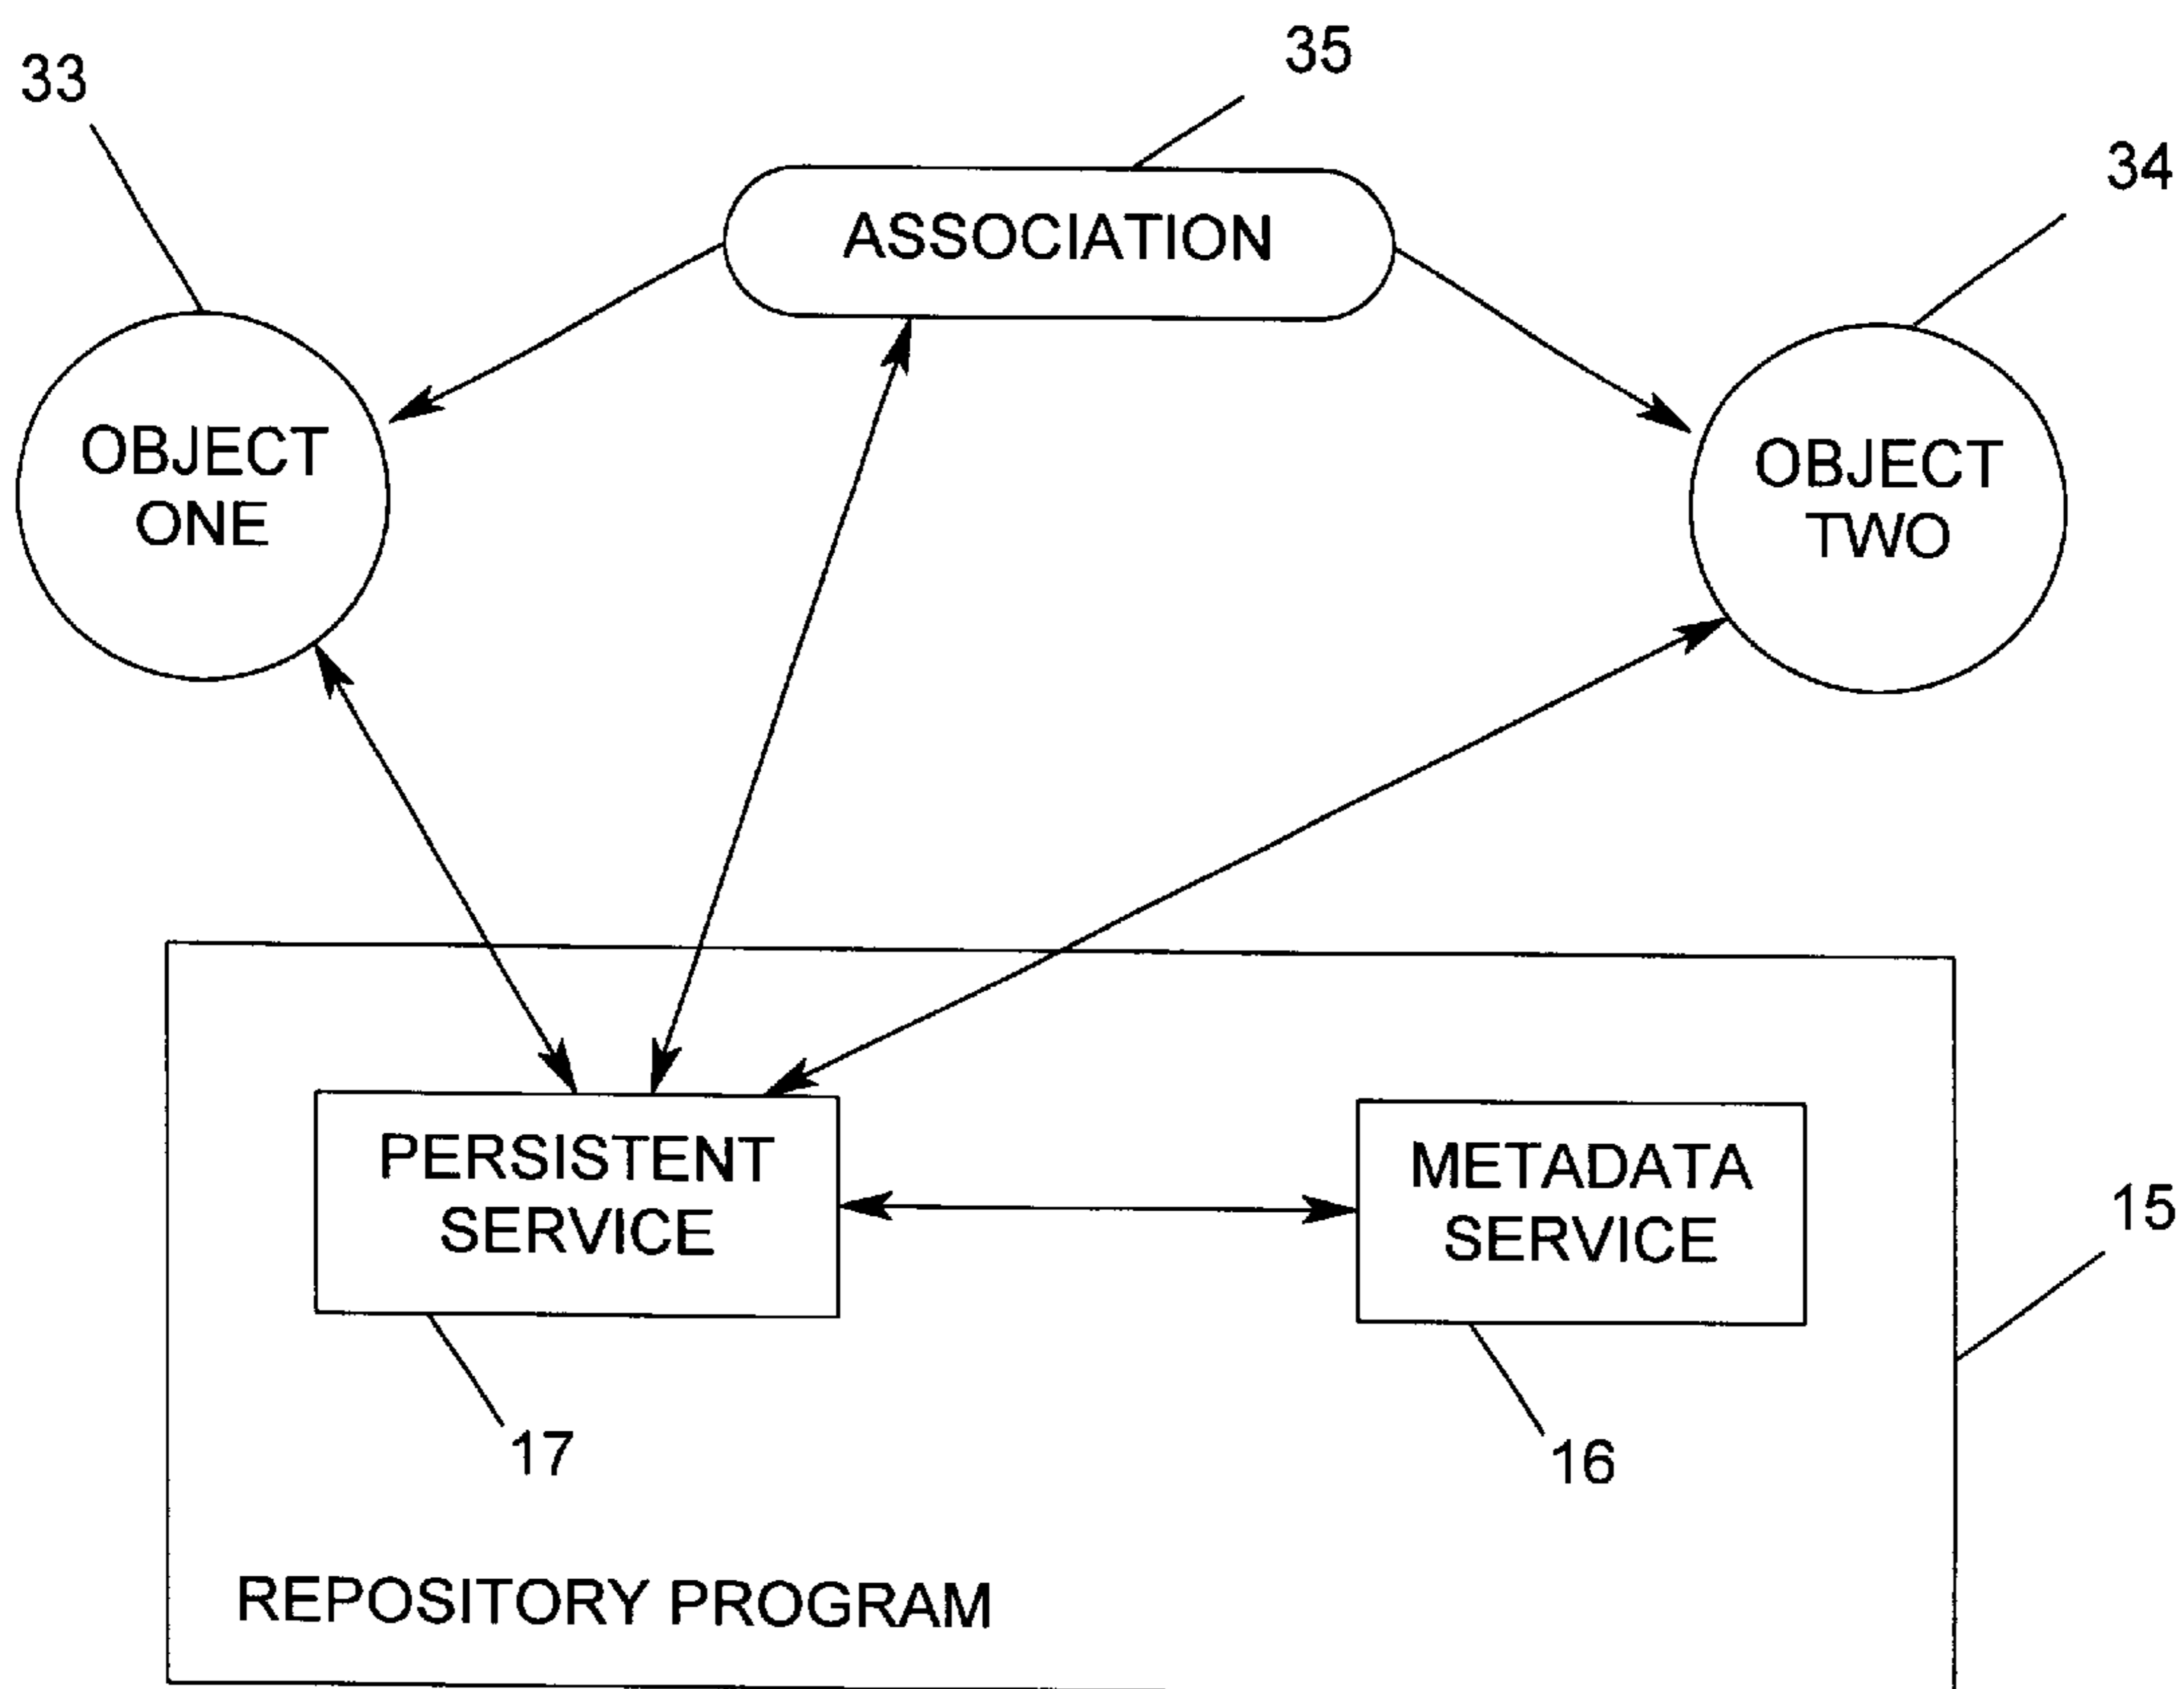 35
33
34
ASSOCIATION
OBJECT
ONE
OBJECT
TWO
PERSISTENT
SERVICE
METADATA
SERVICE
15
17
16
REPOSITORY PROGRAM